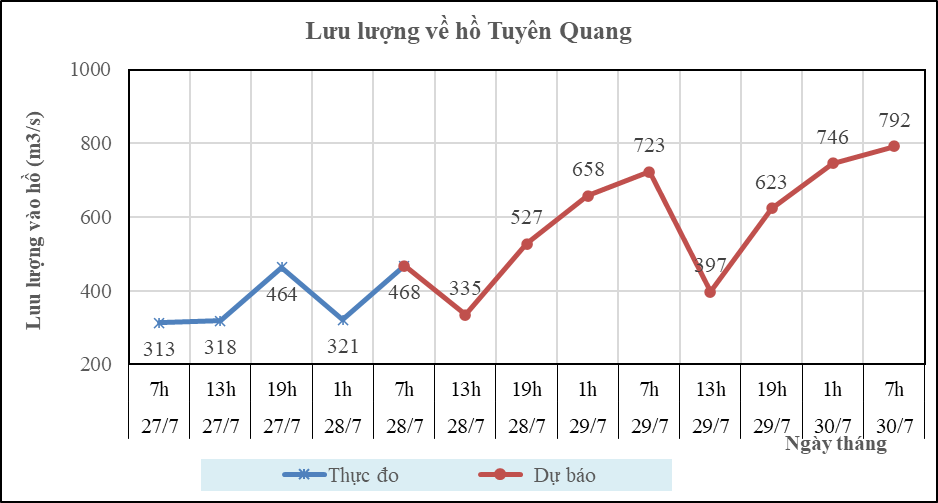 Lưu lượng về hồ Tuyên Quang
Lưu lượng vào hồ (m3/s)
1000
800
600
400
200
313 318 464 321 468 335 527 658 723 397 623 746 792
7h 13h 19h 1h 7h 13h 19h 1h 7h 13h 19h 1h 7h
27/7 27/7 27/7 28/7 28/7 28/7 28/7 29/7 29/7 29/7 29/7 30/7 30/7
Ngày tháng
Thực đo Dự báo